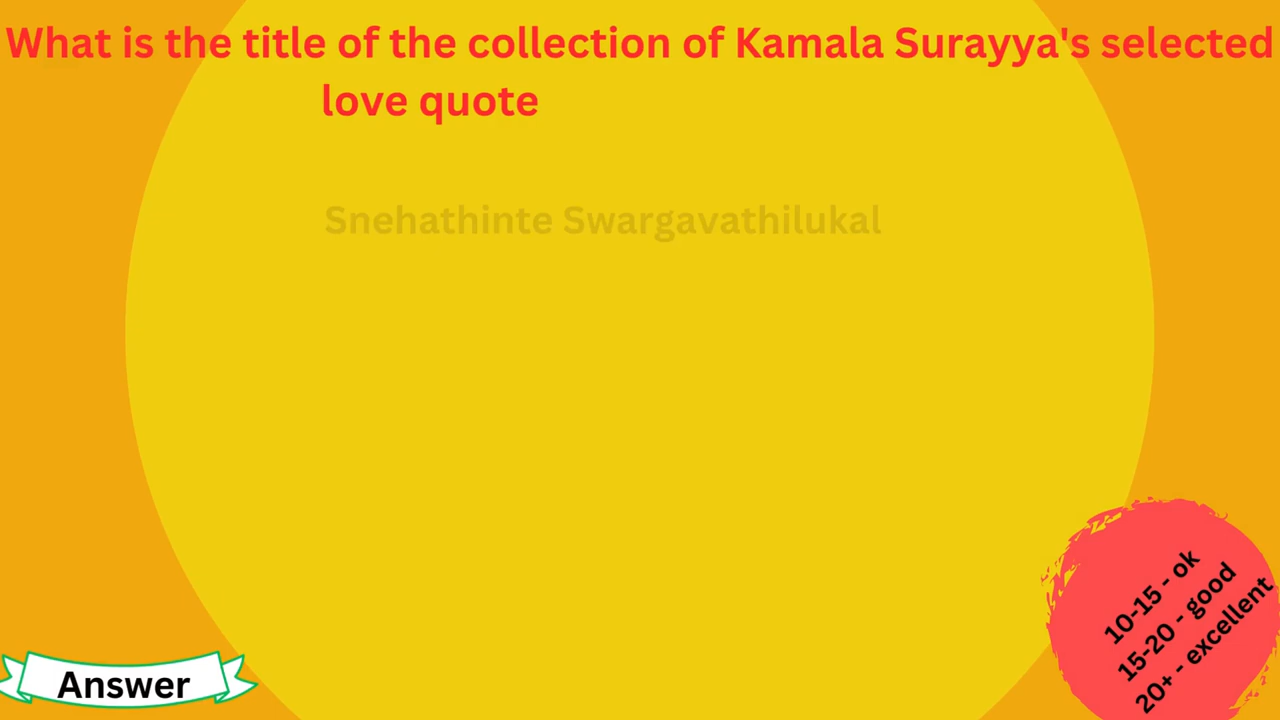 What is the title of the collection of Kamala Surayya's selected
love quote
Snehathinte Swargavathilukal
10-15 - ok
15-20 - good
20+ - excellent
Answer